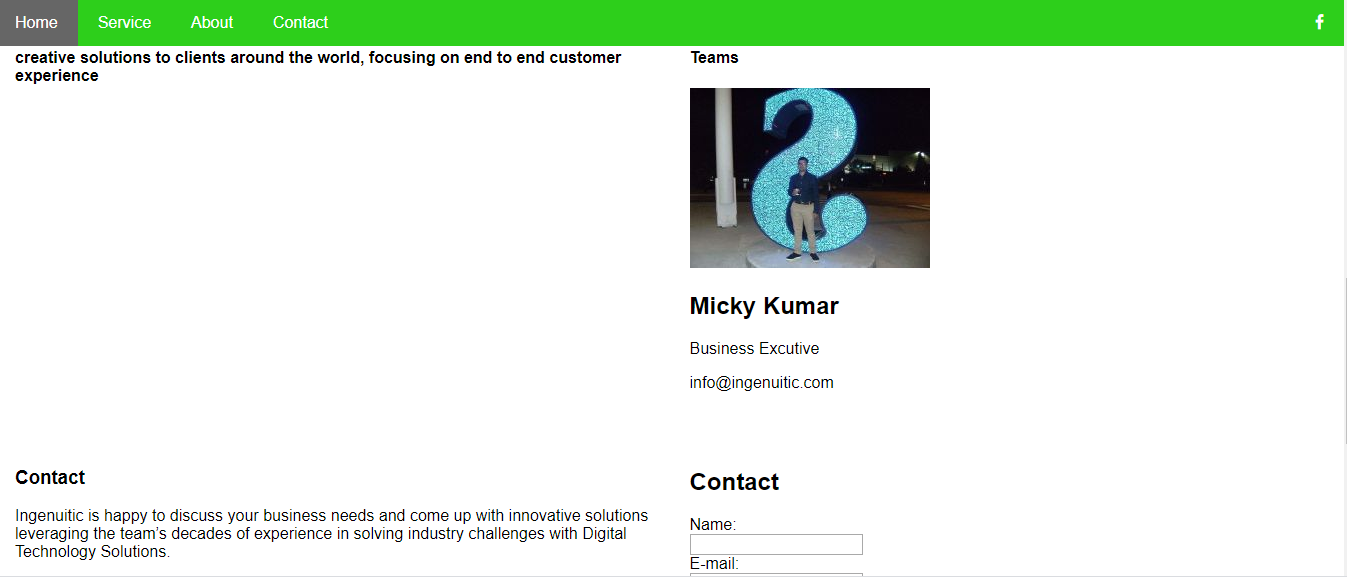 Home Service About Contact f
creative solutions to clients around the world, focusing on end to end customer
experience
Teams
S
Micky Kumar
Business Excutive
info@ingenuitic.com
Contact
Ingenuitic is happy to discuss your business needs and come up with innovative solutions
leveraging the team’s decades of experience in solving industry challenges with Digital
Technology Solutions.
Contact
Name:
E-mail: